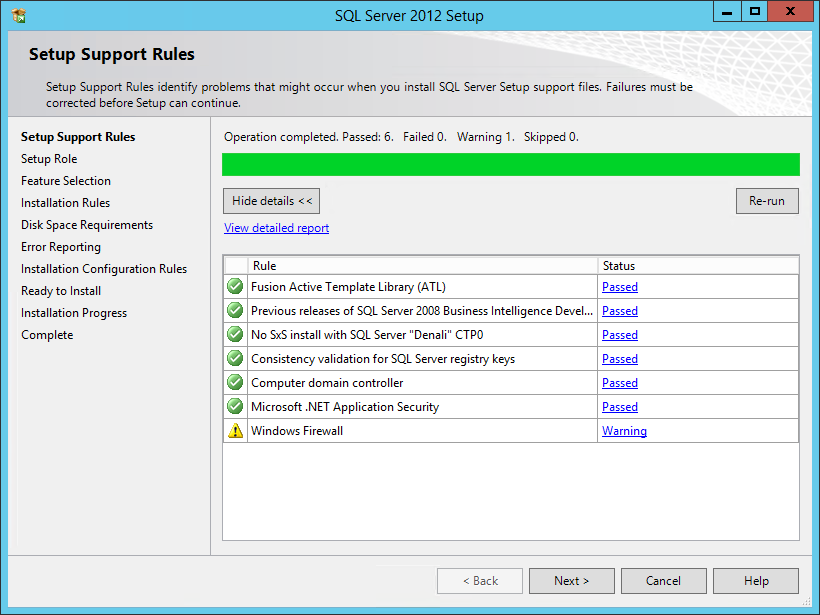 SQL Server 2012 Setup
Setup Support Rules
Setup Support Rules identify problems that might occur when you install SQL Server Setup support files. Failures must be
corrected before Setup can continue.
Setup Support Rules
Setup Role
Feature Selection
Installation Rules
Disk Space Requirements
Error Reporting
Installation Configuration Rules
Ready to Install
Installation Progress
Complete
Operation completed. Passed: 6. Failed 0. Warning 1. Skipped 0.
Hide details <<
Re-run
View detailed report
Rule Status
Fusion Active Template Library (ATL) Passed
Previous releases of SQL Server 2008 Business Intelligence Devel... Passed
No SxS install with SQL Server "Denali" CTP0 Passed
Consistency validation for SQL Server registry keys Passed
Computer domain controller Passed
Microsoft .NET Application Security Passed
Windows Firewall Warning
< Back Next > Cancel Help